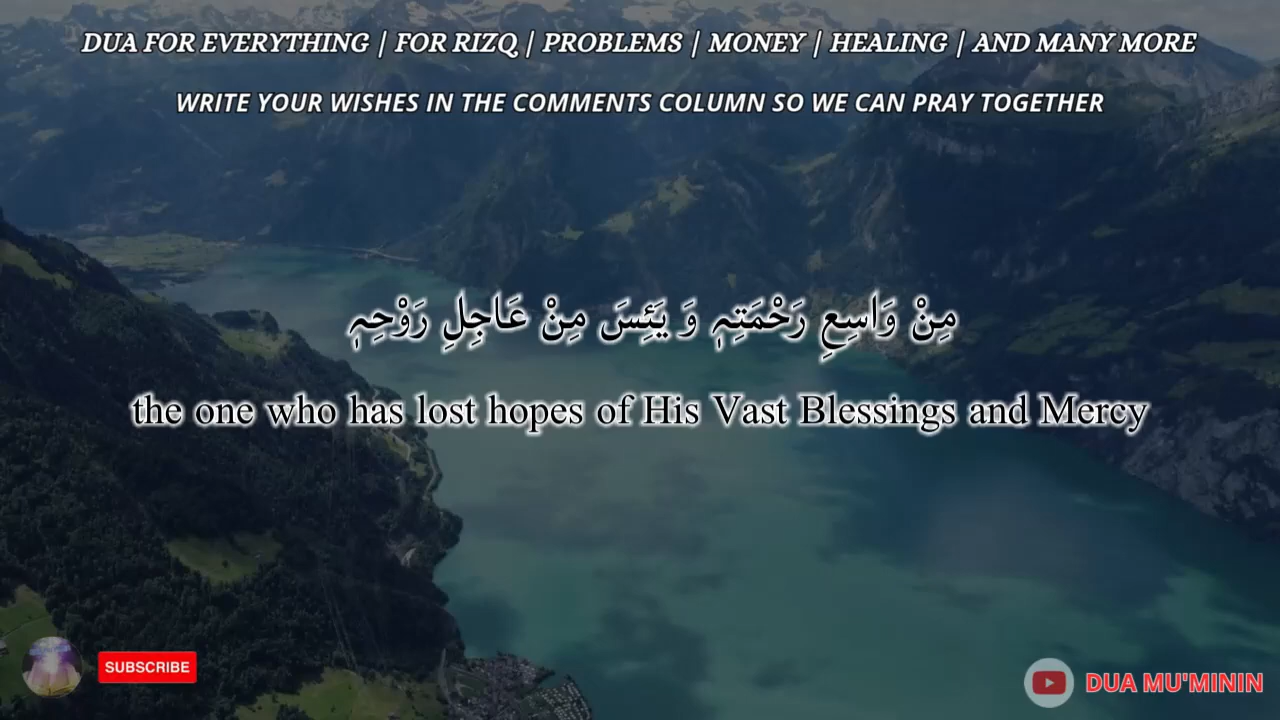 DUA FOR EVERYTHING | FOR RIZQ | PROBLEMS | MONEY | HEALING | AND MANY MORE
WRITE YOUR WISHES IN THE COMMENTS COLUMN SO WE CAN PRAY TOGETHER
مِنْ وَاسِعِ رَحْمَتِہٖ وَ یَئِسَ مِنْ عَاجِلِ رَوْحِہٖ
the one who has lost hopes of His Vast Blessings and Mercy
SUBSCRIBE
DUA MU'MININ